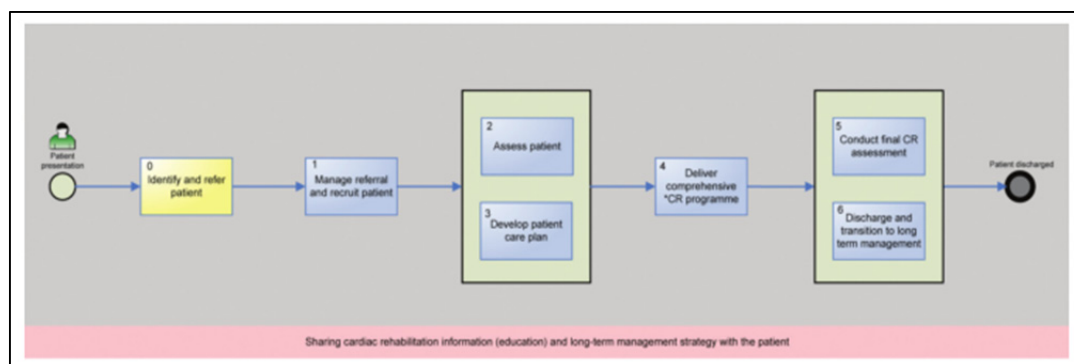 Patient
presentation
0
Identify and refer
patient
1
Manage referral
and recruit patient
2
Assess patient
3
Develop patient
care plan
4
Deliver
comprehensive
*CR programme
5
Conduct final CR
assessment
6
Discharge and
transition to long
term management
Patient discharged
Sharing cardiac rehabilitation information (education) and long-term management strategy with the patient